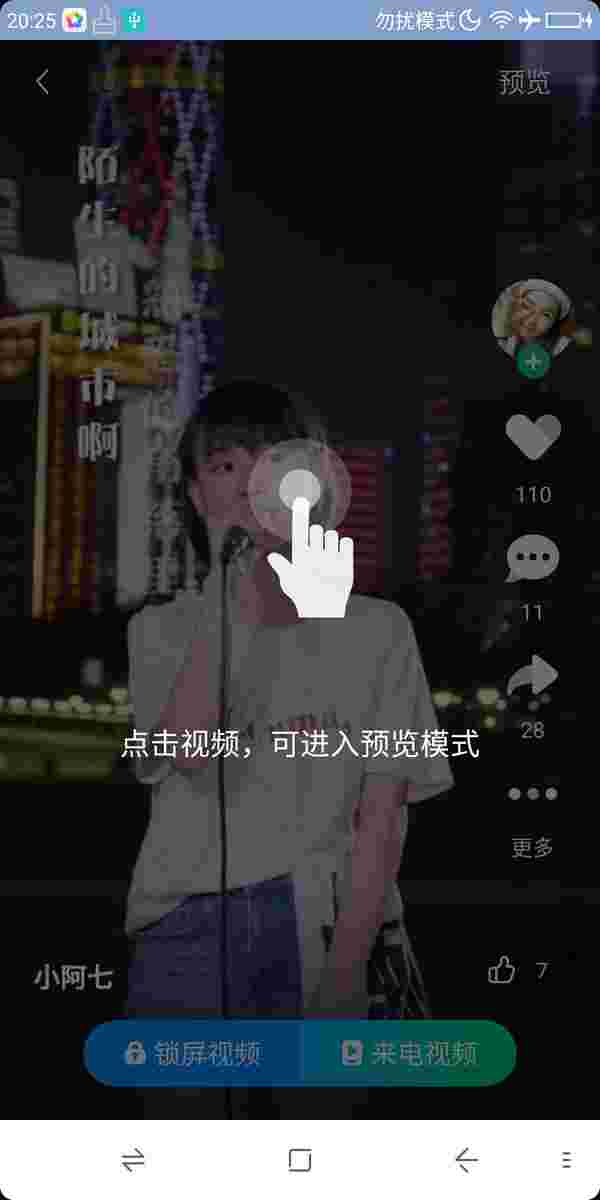 20:25
勿扰模式
预览
陌生的城市啊
110
11
点击视频，可进入预览模式
28
更多
小阿七
7
锁屏视频
来电视频